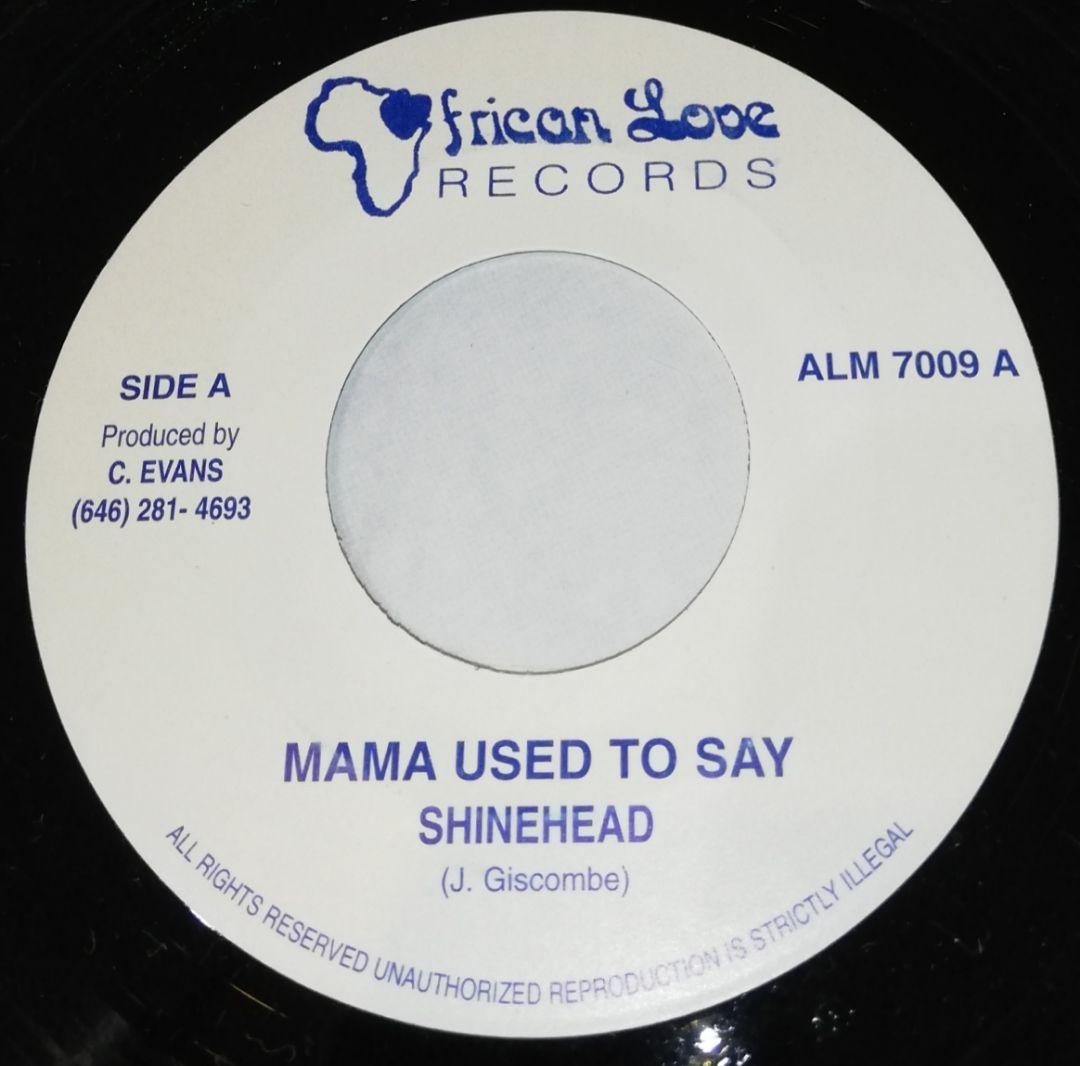 African Love
RECORDS
SIDE A
Produced by
C. EVANS
(646) 281- 4693
ALM 7009 A
MAMA USED TO SAY
SHINEHEAD
(J. Giscombe)
ALL RIGHTS RESERVED UNAUTHORIZED REPRODUCTION IS STRICTLY ILLEGAL